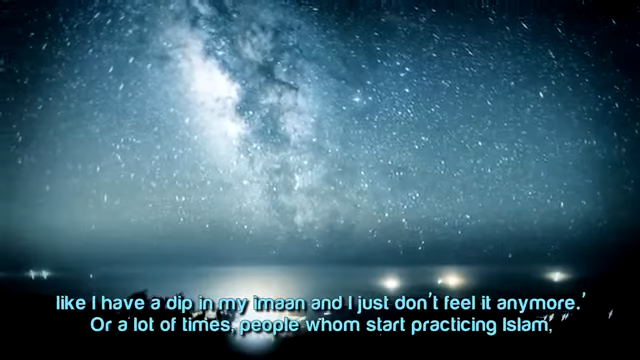 like I have a dip in my imaan and I just don't feel it anymore.'
Or a lot of times, people whom start practicing Islam,